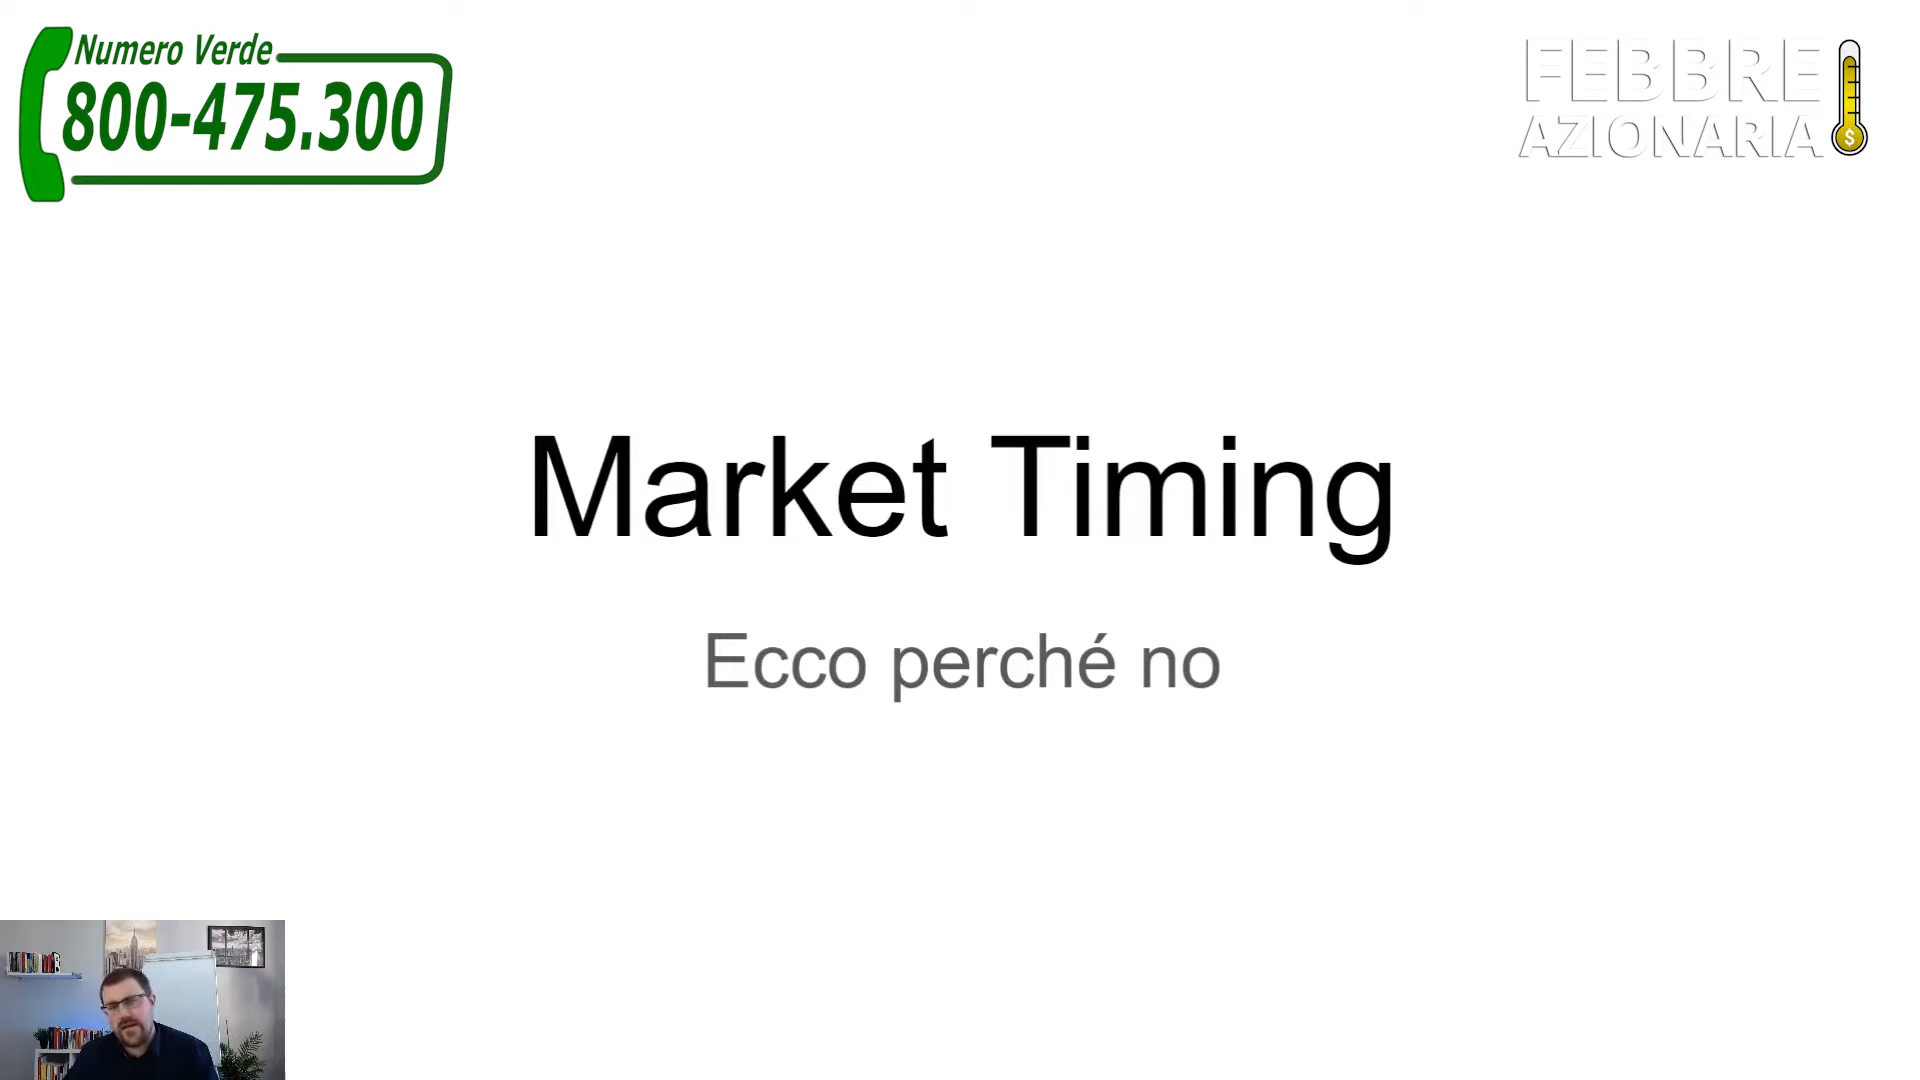 Numero Verde
800-475.300
FEBBRE
AZIONARIA
$
Market Timing
Ecco perché no